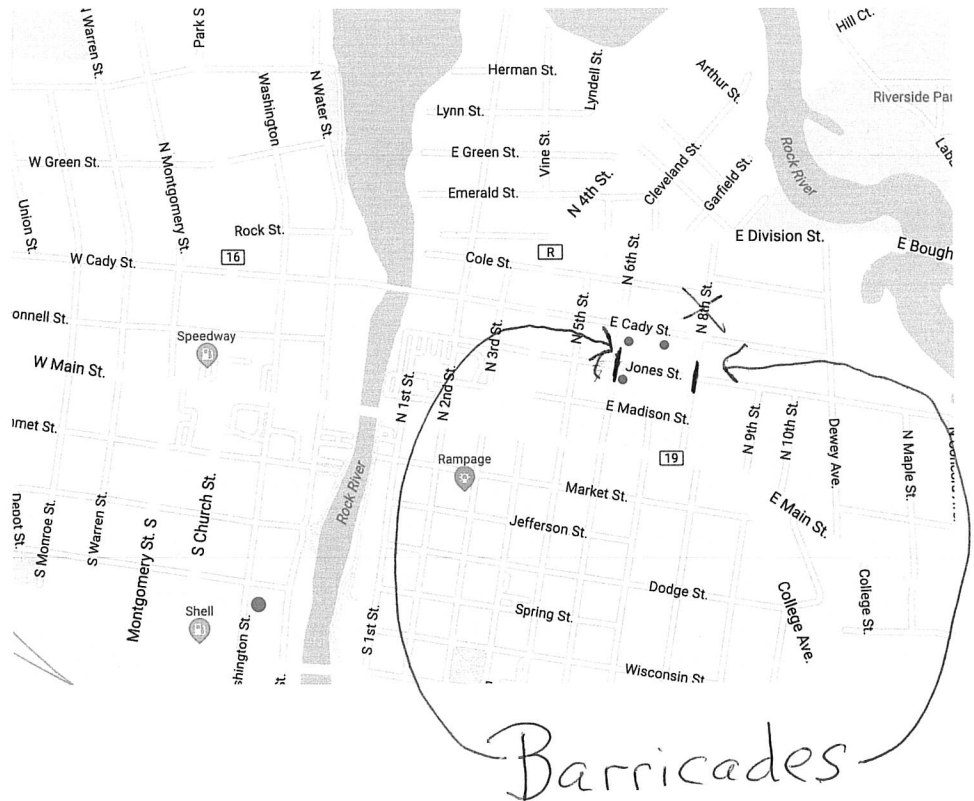 N Warren St.
Park S
Washington
N Water St.
Herman St.
Lyndell St.
Arthur St.
Hill Ct.
Riverside Par
Lynn St.
W Green St.
N Montgomery St.
E Green St.
Vine St.
N 4th St.
Cleveland St.
Garfield St.
Rock River
Emerald St.
Union St.
Rock St.
16
W Cady St.
Cole St.
R
N 6th St.
E Division St.
E Bough
N 8th St.
onnell St.
Speedway
N 3rd St.
N 5th St.
E Cady St.
W Main St.
N 1st St.
N 2nd St.
Jones St.
E Madison St.
N 9th St.
N 10th St.
Dewey Ave.
N Maple St.
mmet St.
Rampage
19
Rock River
Market St.
E Main St.
Depot St.
S Monroe St.
S Warren St.
Montgomery St. S
S Church St.
Jefferson St.
Dodge St.
College Ave.
College St.
Shell
shington St.
St.
S 1st St.
Spring St.
Wisconsin St.
Barricades